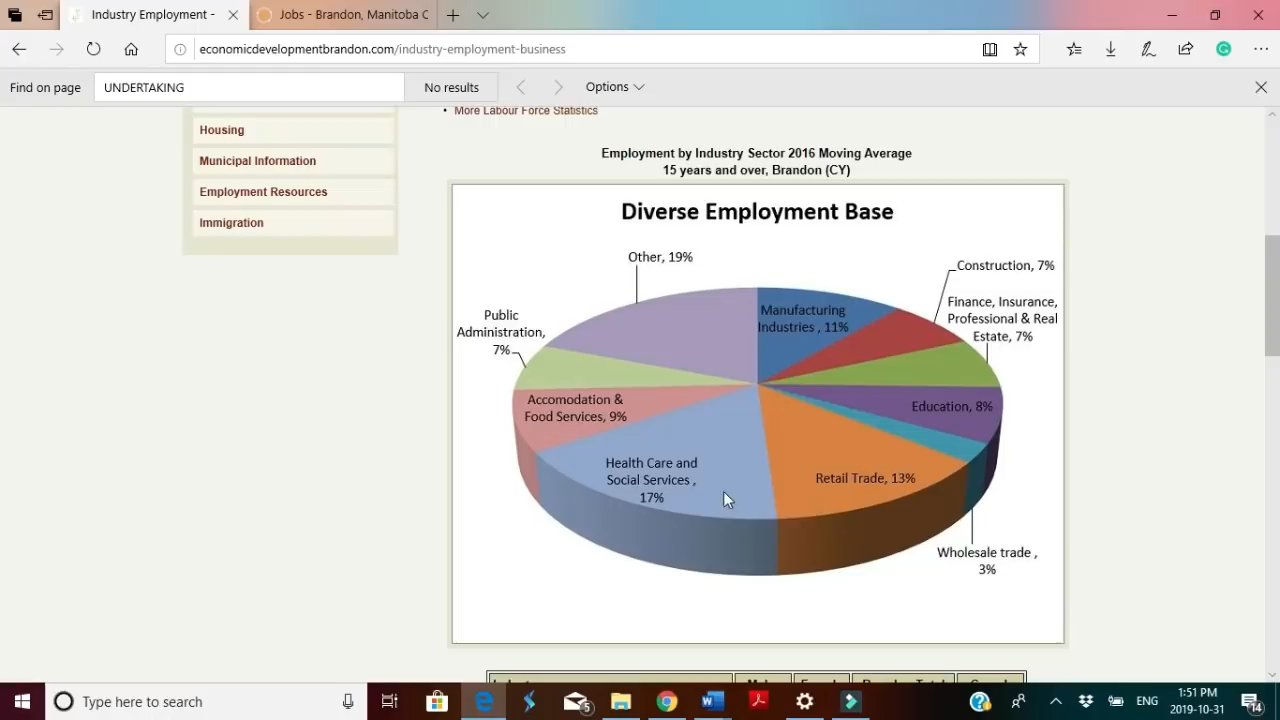 Industry Employment -
Jobs - Brandon, Manitoba C
economicdevelopmentbrandon.com/industry-employment-business
Find on page
UNDERTAKING
No results
Options
• More Labour Force Statistics
Housing
Municipal Information
Employment Resources
Immigration
Employment by Industry Sector 2016 Moving Average
15 years and over, Brandon (CY)
Diverse Employment Base
Other, 19%
Construction, 7%
Manufacturing
Industries , 11%
Finance, Insurance,
Professional & Real
Estate, 7%
Public
Administration,
7%
Accomodation &
Food Services, 9%
Education, 8%
Health Care and
Social Services ,
17%
Retail Trade, 13%
Wholesale trade ,
3%
Type here to search
5
ENG
1:51 PM
2019-10-31
14